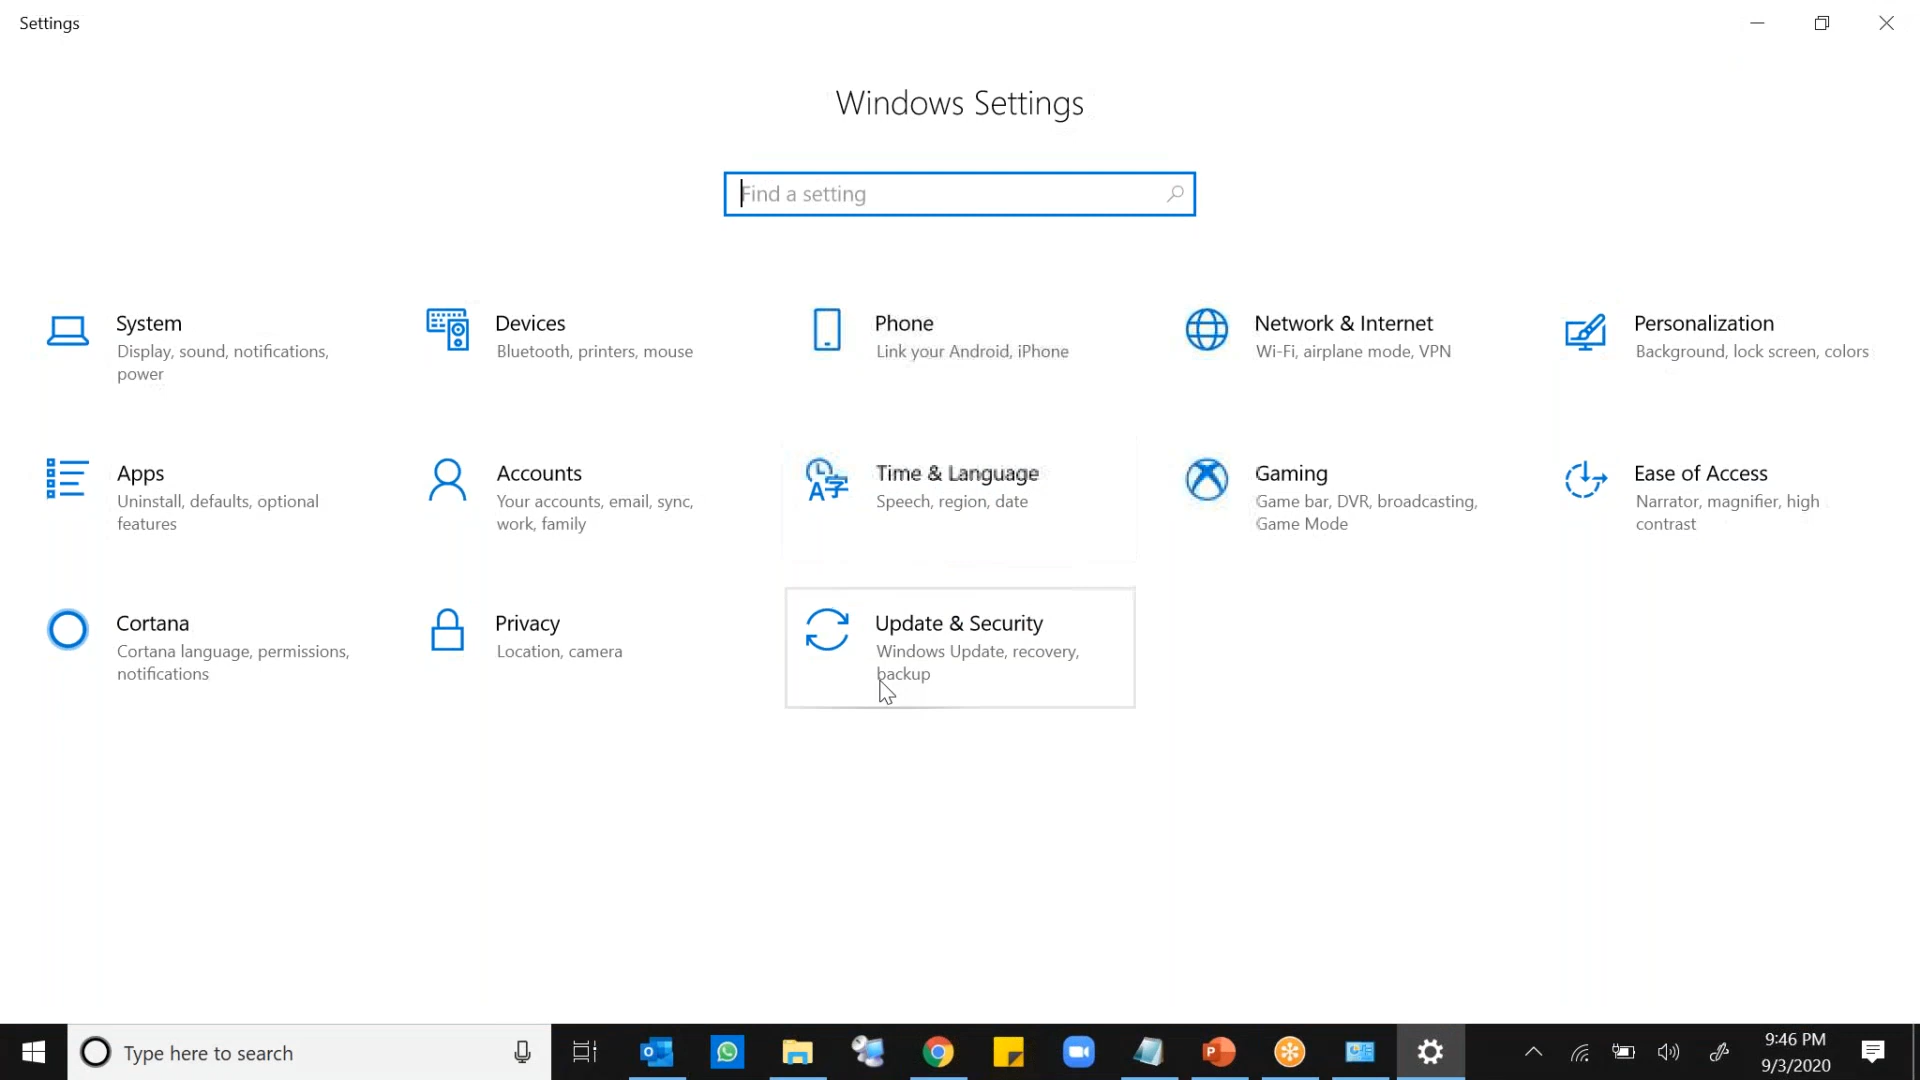 Settings
Windows Settings
Find a setting
System
Display, sound, notifications,
power
Devices
Bluetooth, printers, mouse
Phone
Link your Android, iPhone
Network & Internet
Wi-Fi, airplane mode, VPN
Personalization
Background, lock screen, colors
Apps
Uninstall, defaults, optional
features
Accounts
Your accounts, email, sync,
work, family
Time & Language
Speech, region, date
Gaming
Game bar, DVR, broadcasting,
Game Mode
Ease of Access
Narrator, magnifier, high
contrast
Cortana
Cortana language, permissions,
notifications
Privacy
Location, camera
Update & Security
Windows Update, recovery,
backup
Type here to search
9:46 PM
9/3/2020